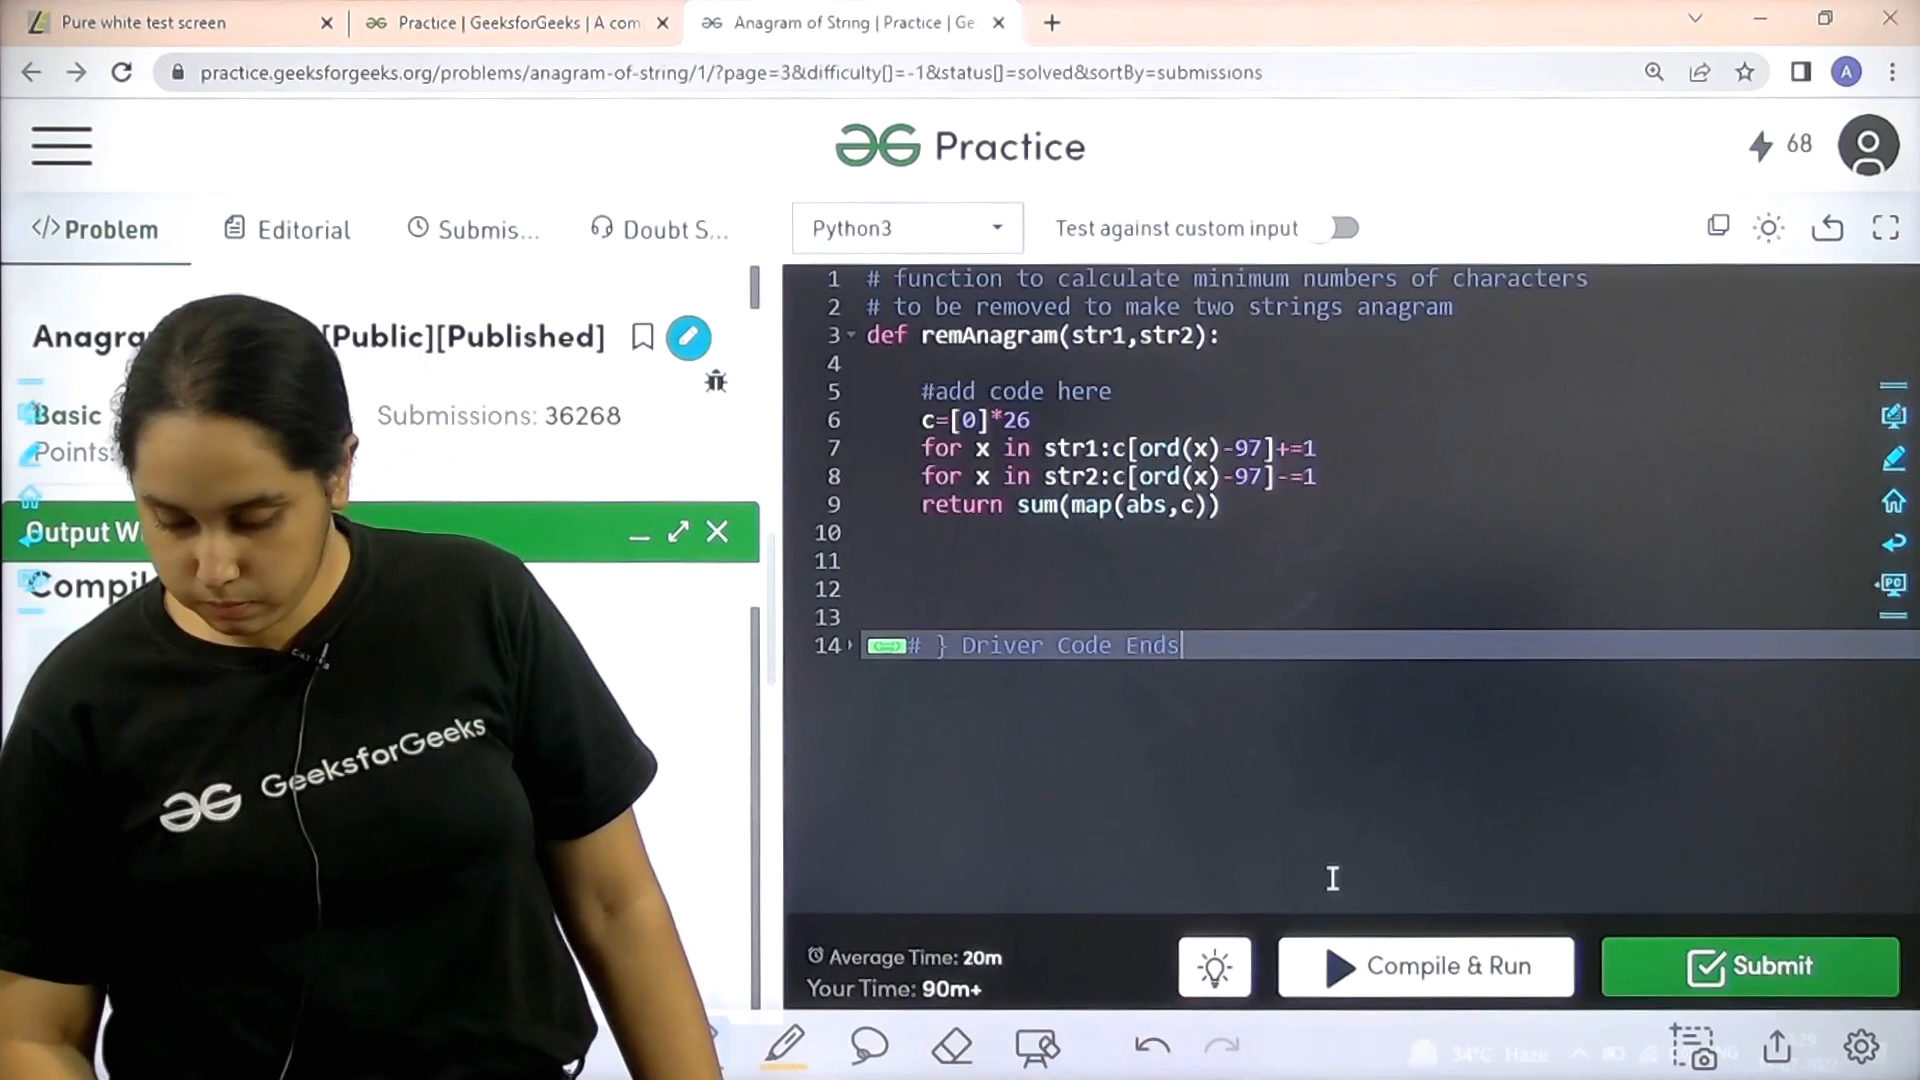 Pure white test screen
Practice | GeeksforGeeks | A com
Anagram of String | Practice | Ge
practice.geeksforgeeks.org/problems/anagram-of-string/1/?page=3&difficulty[]=-1&status[]=solved&sortBy=submissions
A
Practice
68
</> Problem
Editorial
Submis...
Doubt S...
Python3
Test against custom input
Anagra
[Public][Published]
Basic
Submissions: 36268
Points:
Output Wi
Compil
1 # function to calculate minimum numbers of characters
2 # to be removed to make two strings anagram
3 def remAnagram(str1,str2):
4
5 #add code here
6 c=[0]*26
7 for x in str1:c[ord(x)-97]+=1
8 for x in str2:c[ord(x)-97]-=1
9 return sum(map(abs,c))
10
11
12
13
14 # } Driver Code Ends
PC
GeeksforGeeks
Average Time: 20m
Your Time: 90m+
Compile & Run
Submit
34°C Haze